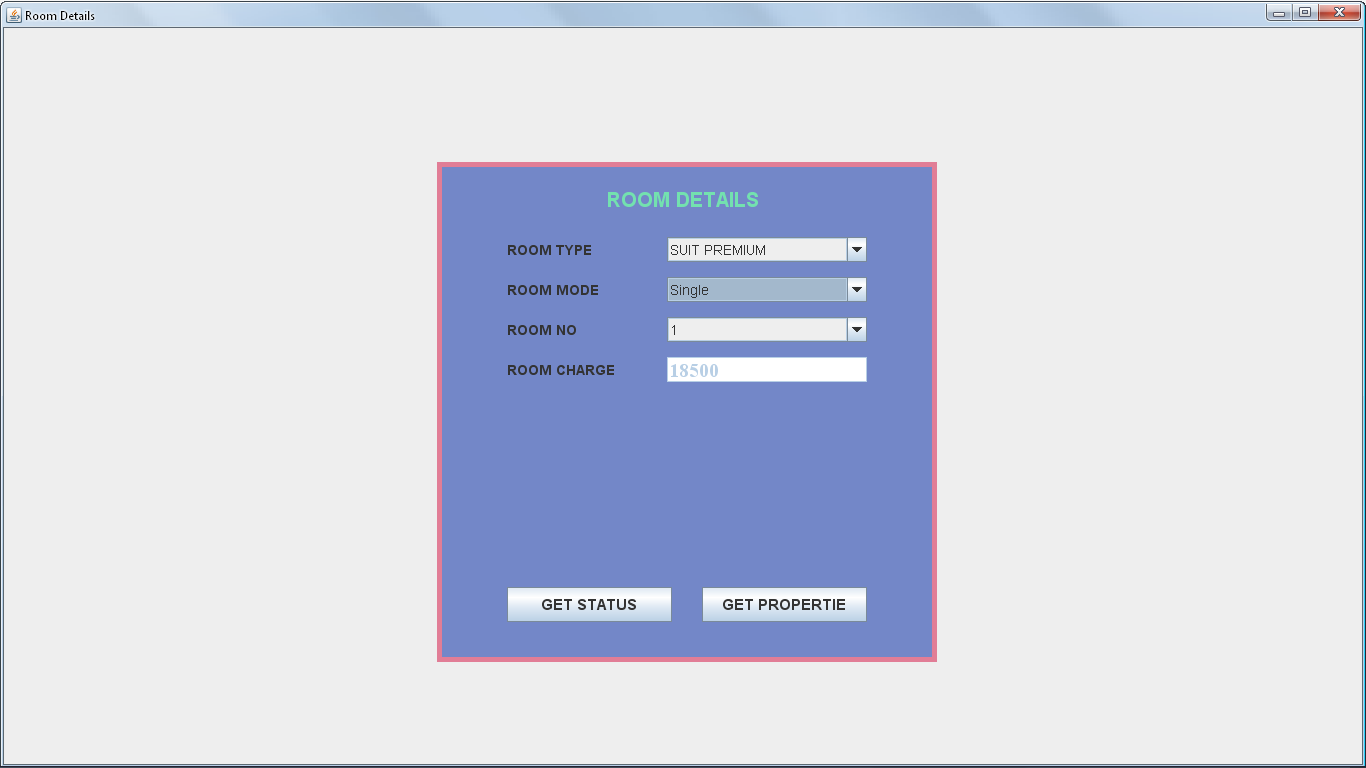 Room Details
ROOM DETAILS
ROOM TYPE SUIT PREMIUM
ROOM MODE Single
ROOM NO 1
ROOM CHARGE 18500
GET STATUS GET PROPERTIE